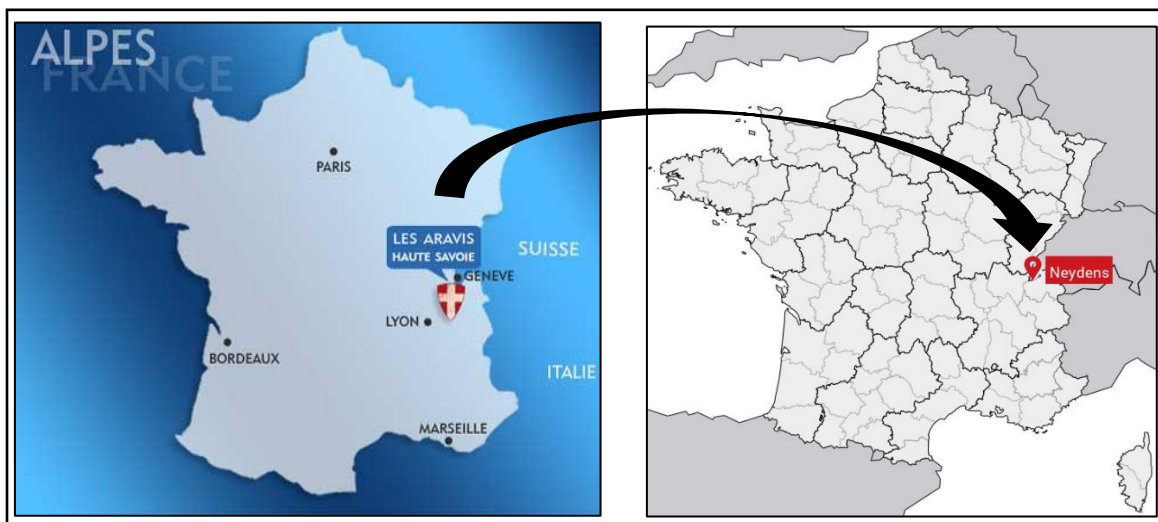 ALPES
FRANCE
PARIS
LES ARAVIS
HAUTE SAVOIE
SUISSE
GENEVE
LYON
BORDEAUX
ITALIE
MARSEILLE
Neydens